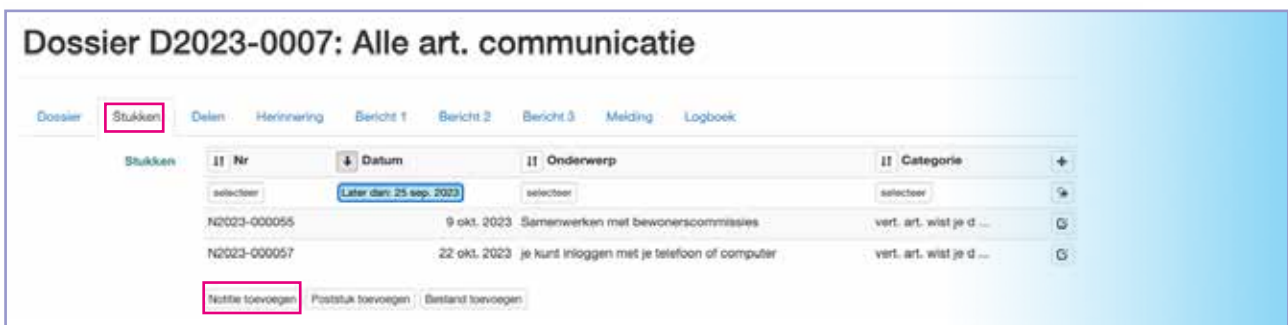 Dossier D2023-0007: Alle art. communicatie
Dossier Stukken Delen Herinnering Bericht 1 Bericht 2 Bericht 3 Melding Logboek
Stukken Nr Datum Onderwerp Categorie
selecteer Later dan: 25 sep. 2023 selecteer selecteer
N2023-000055 9 okt. 2023 Samenwerken met bewonerscommissies vert. art. wist je d ...
N2023-000057 22 okt. 2023 je kunt inloggen met je telefoon of computer vert. art. wist je d ...
Notitie toevoegen Poststuk toevoegen Bestand toevoegen